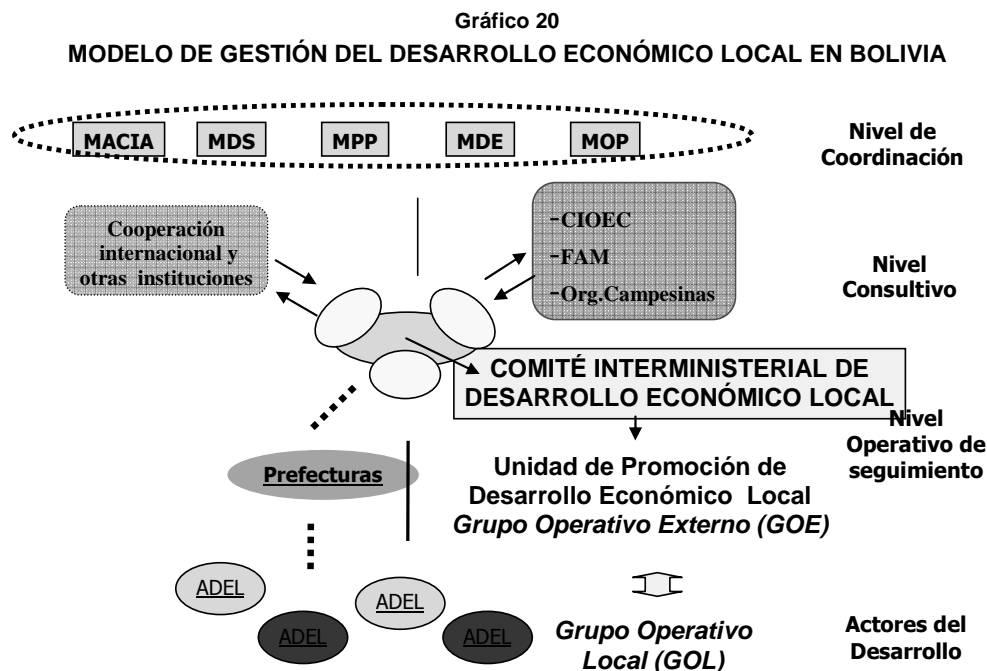 Gráfico 20
MODELO DE GESTIÓN DEL DESARROLLO ECONÓMICO LOCAL EN BOLIVIA
MACIA MDS MPP MDE MOP
Nivel de
Coordinación
Cooperación
internacional y
otras instituciones
-CIOEC
-FAM
-Org.Campesinas
Nivel
Consultivo
COMITÉ INTERMINISTERIAL DE
DESARROLLO ECONÓMICO LOCAL
Nivel
Operativo de
seguimiento
Prefecturas
Unidad de Promoción de
Desarrollo Económico Local
Grupo Operativo Externo (GOE)
ADEL
ADEL
ADEL
ADEL
Grupo Operativo
Local (GOL)
Actores del
Desarrollo